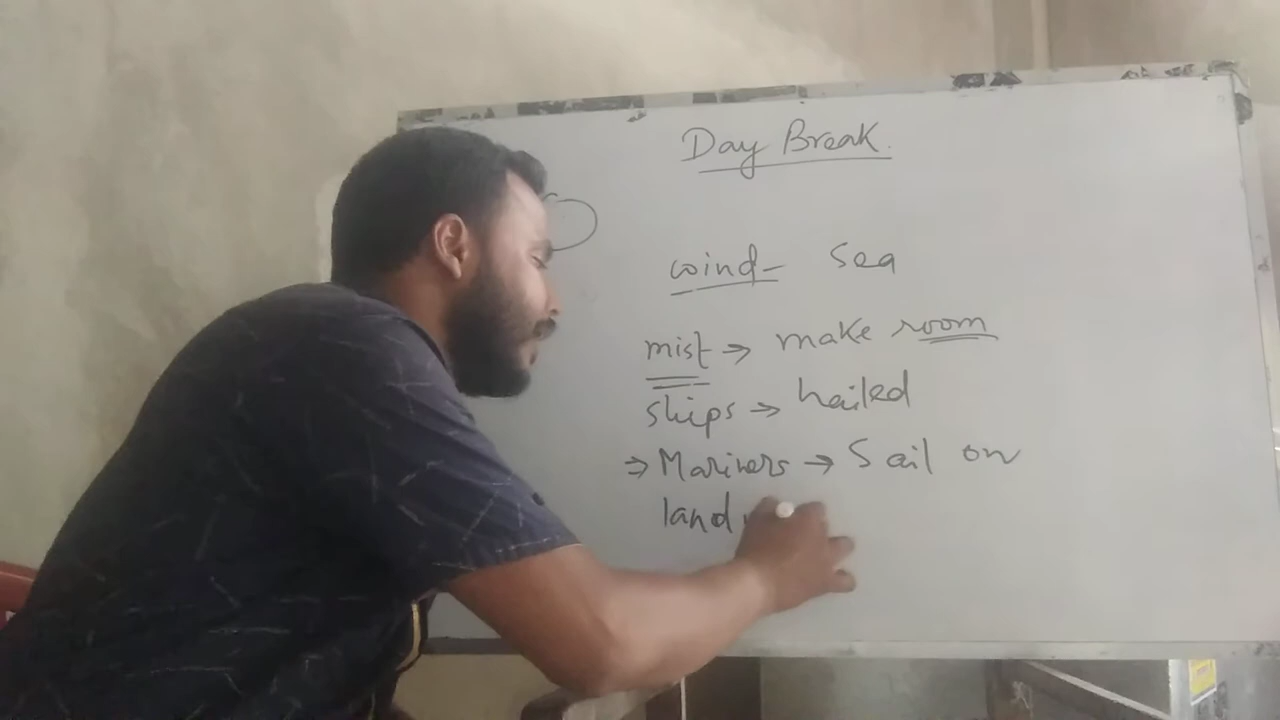 Day Break.
wind- Sea
mist → make room
ships → hailed
⇒ Mariners → Sail on
land